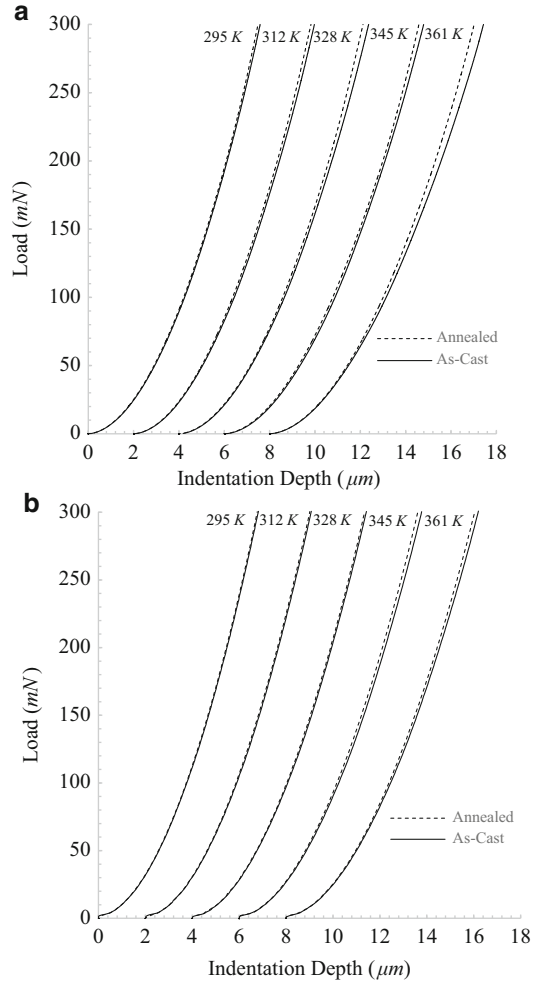 a
300
250
200
150
100
50
0
Load (mN)
295 K 312 K 328 K 345 K 361 K
Annealed
As-Cast
0 2 4 6 8 10 12 14 16 18
Indentation Depth (μm)
b
300
250
200
150
100
50
0
Load (mN)
295 K 312 K 328 K 345 K 361 K
Annealed
As-Cast
0 2 4 6 8 10 12 14 16 18
Indentation Depth (μm)